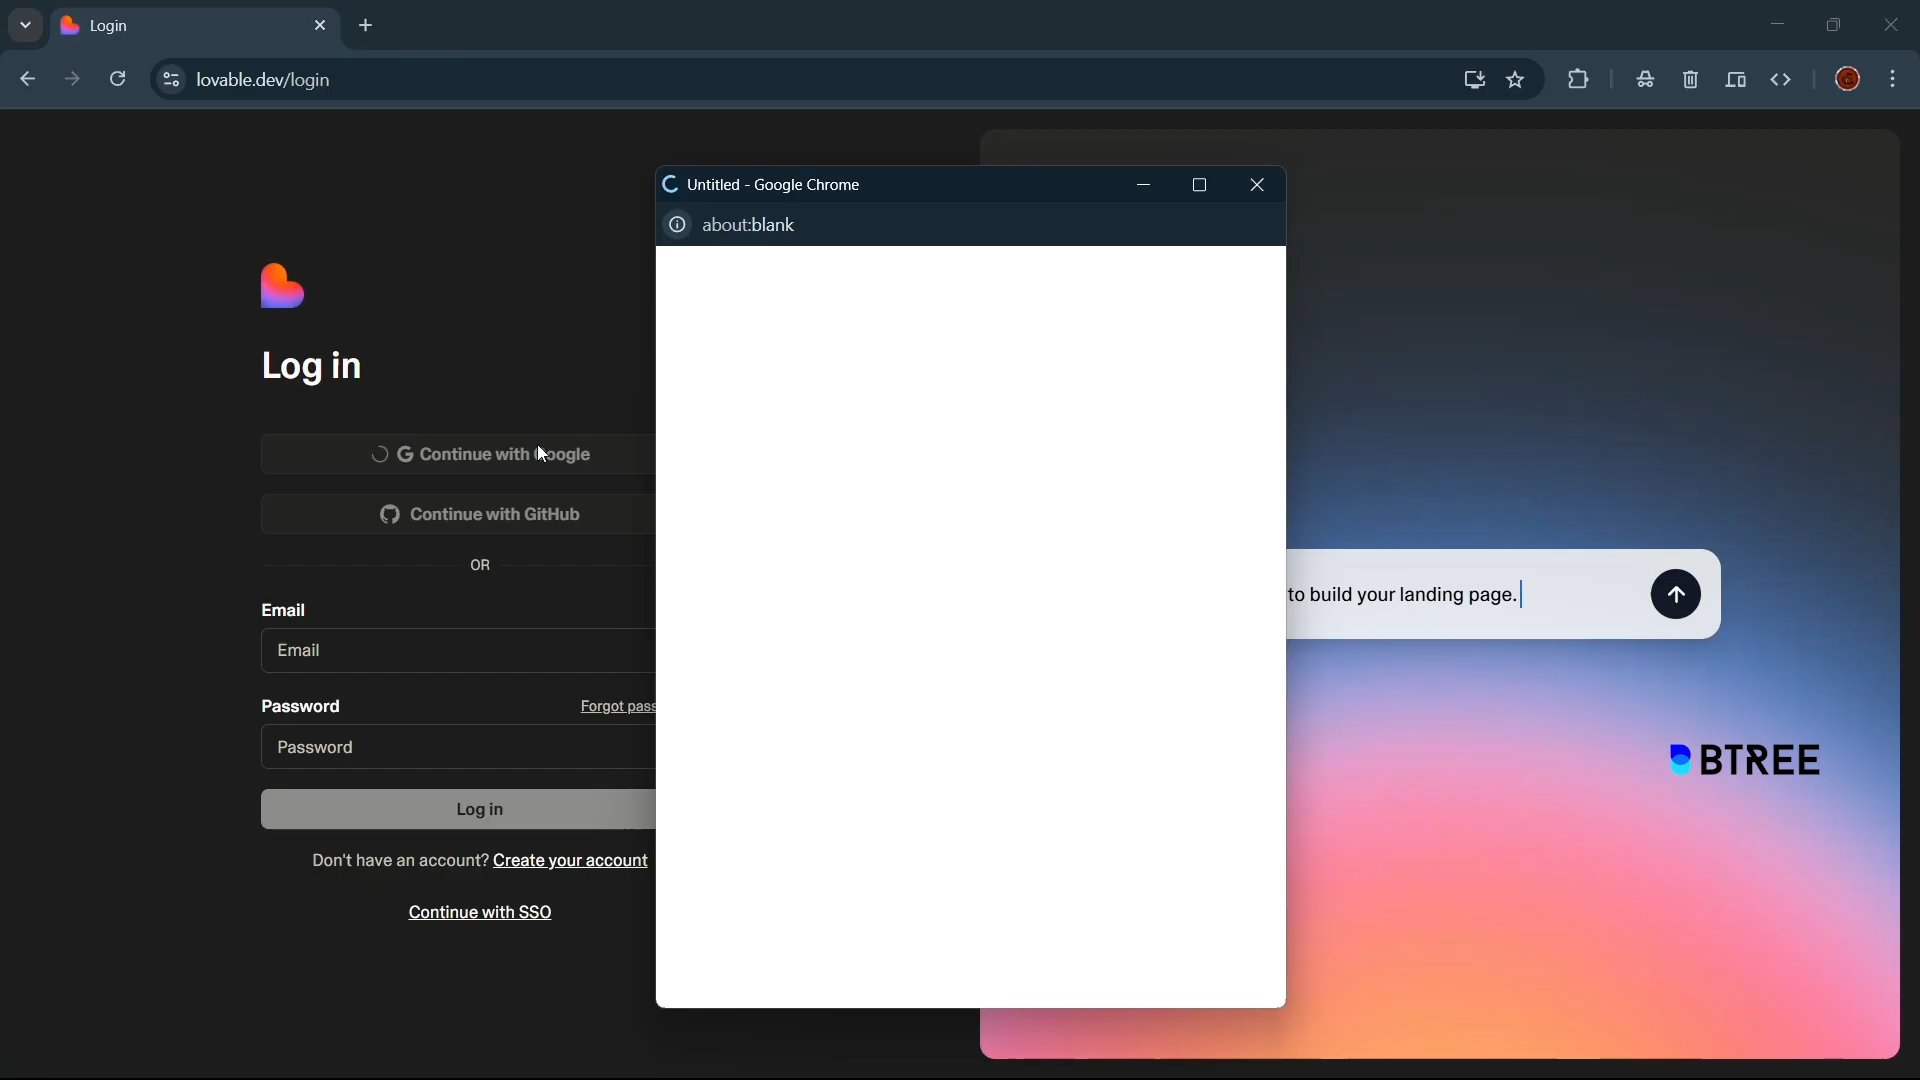 Login
lovable.dev/login
Untitled - Google Chrome
about:blank
Log in
Continue with Google
Continue with GitHub
OR
Email
Email
Password Forgot pass
Password
Log in
Don't have an account? Create your account
Continue with SSO
to build your landing page.
BTREE